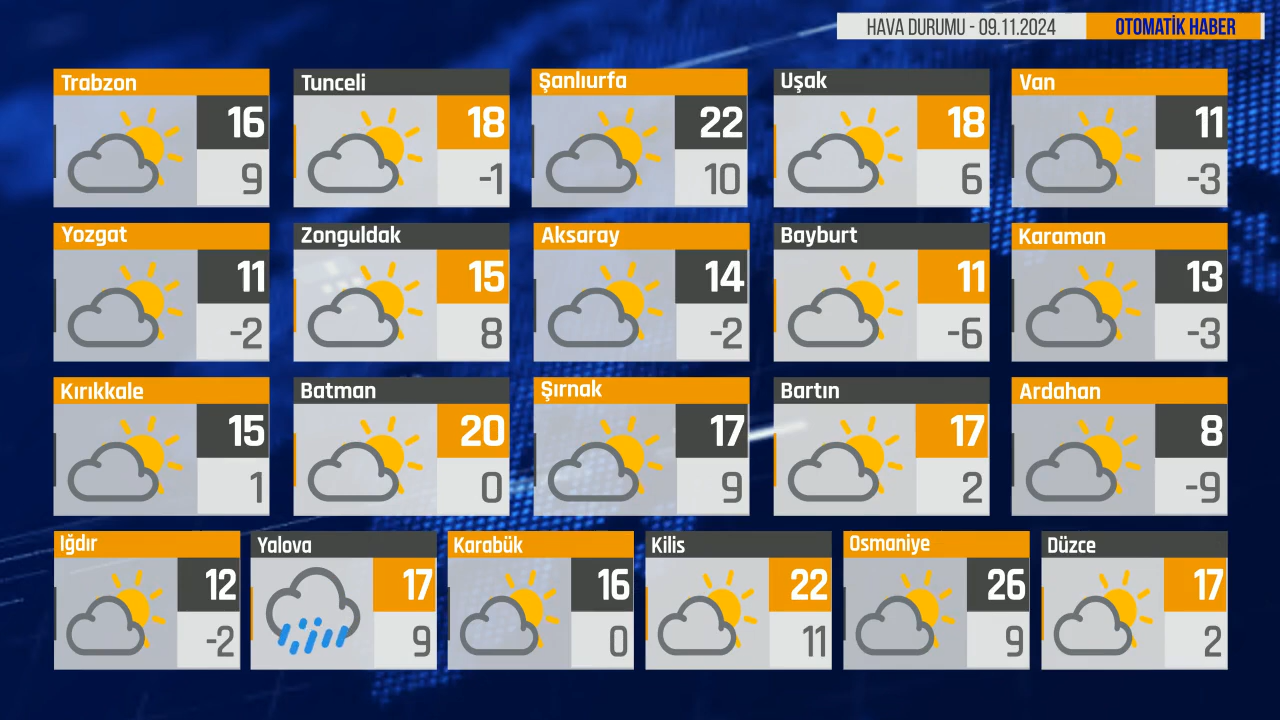 HAVA DURUMU - 09.11.2024 OTOMATİK HABER
Trabzon
16
9
Tunceli
18
-1
Şanlıurfa
22
10
Uşak
18
6
Van
11
-3
Yozgat
11
-2
Zonguldak
15
8
Aksaray
14
-2
Bayburt
11
-6
Karaman
13
-3
Kırıkkale
15
1
Batman
20
0
Şırnak
17
9
Bartın
17
2
Ardahan
8
-9
Iğdır
12
-2
Yalova
17
9
Karabük
16
0
Kilis
22
11
Osmaniye
26
9
Düzce
17
2